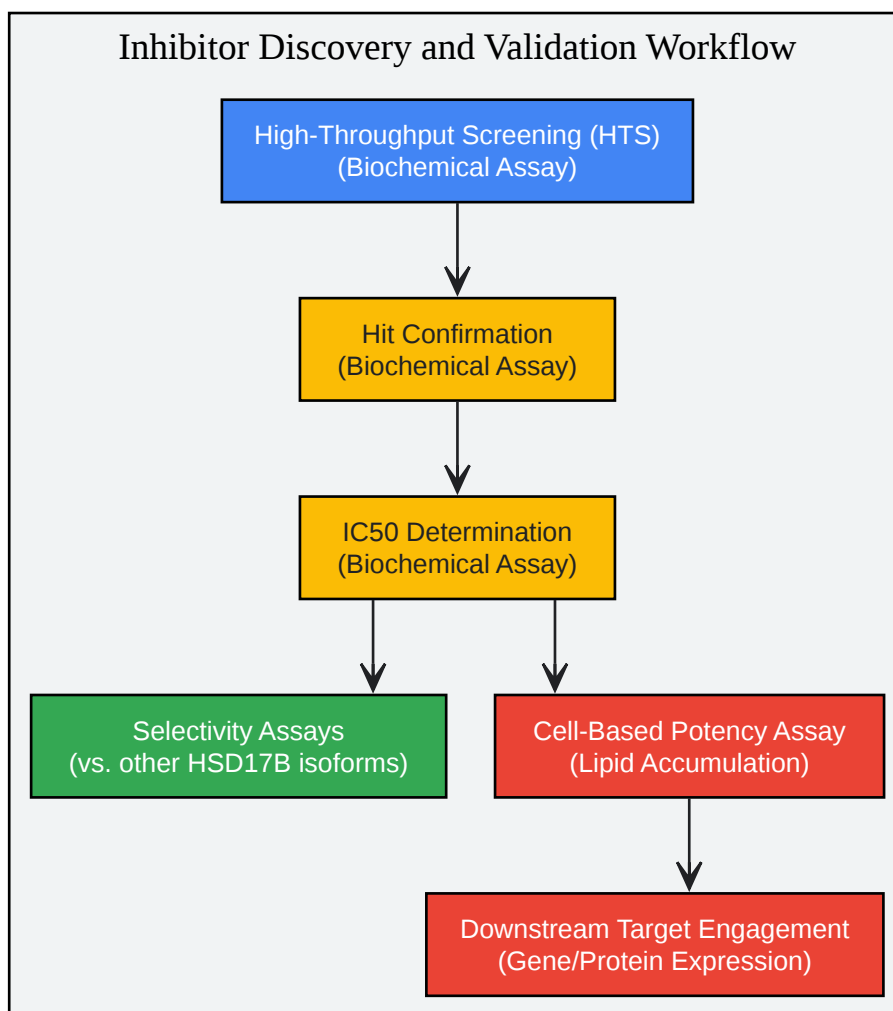 Inhibitor Discovery and Validation Workflow
High-Throughput Screening (HTS)
(Biochemical Assay)
Hit Confirmation
(Biochemical Assay)
IC50 Determination
(Biochemical Assay)
Selectivity Assays
(vs. other HSD17B isoforms)
Cell-Based Potency Assay
(Lipid Accumulation)
Downstream Target Engagement
(Gene/Protein Expression)